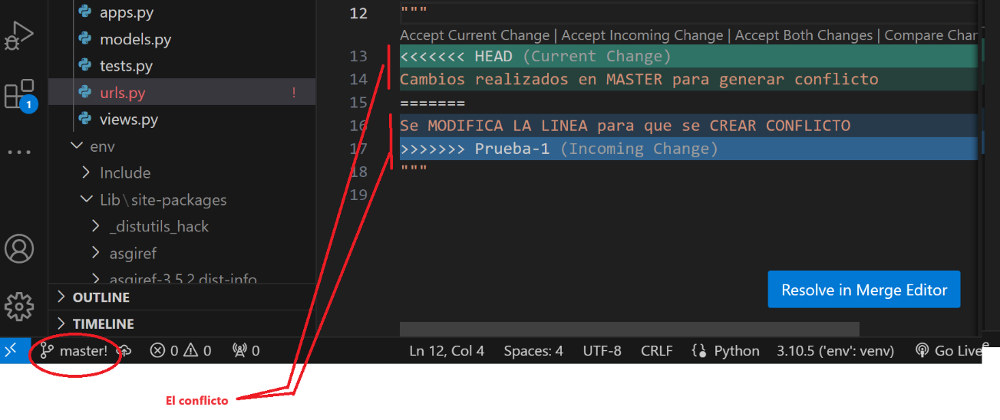 apps.py
models.py
tests.py
urls.py !
views.py
env
Include
Lib\site-packages
_distutils_hack
asgiref
asgiref-3.5.2.dist-info
OUTLINE
TIMELINE
1
12 """
Accept Current Change | Accept Incoming Change | Accept Both Changes | Compare Char
13 <<<<<<< HEAD (Current Change)
14 Cambios realizados en MASTER para generar conflicto
15 =======
16 Se MODIFICA LA LINEA para que se CREAR CONFLICTO
17 >>>>>>> Prueba-1 (Incoming Change)
18 """
19
Resolve in Merge Editor
master! 0 0 0 Ln 12, Col 4 Spaces: 4 UTF-8 CRLF Python 3.10.5 ('env': venv) Go Live
El conflicto